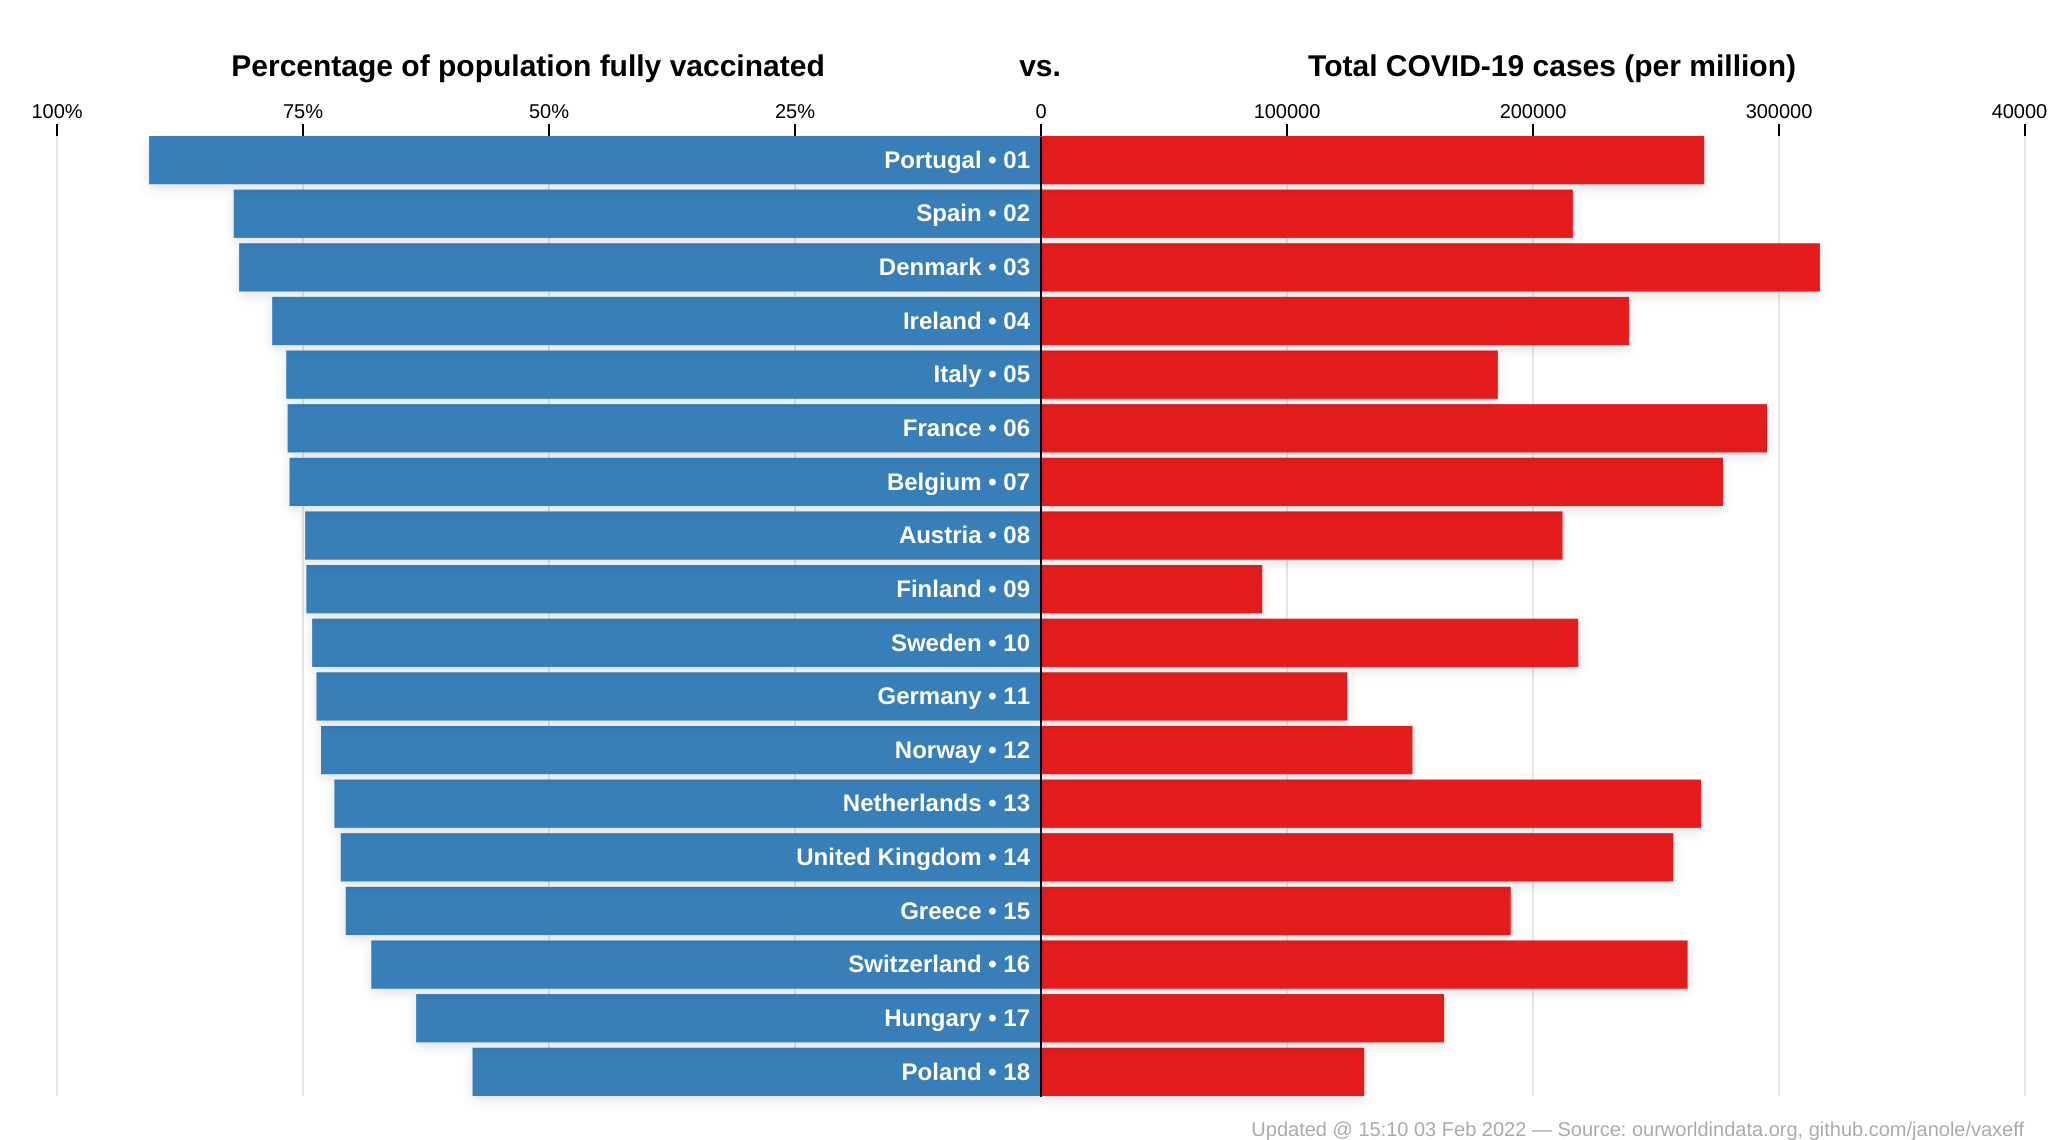 Percentage of population fully vaccinated vs. Total COVID-19 cases (per million)
100% 75% 50% 25% 0 100000 200000 300000 40000
Portugal • 01
Spain • 02
Denmark • 03
Ireland • 04
Italy • 05
France • 06
Belgium • 07
Austria • 08
Finland • 09
Sweden • 10
Germany • 11
Norway • 12
Netherlands • 13
United Kingdom • 14
Greece • 15
Switzerland • 16
Hungary • 17
Poland • 18
Updated @ 15:10 03 Feb 2022 — Source: ourworldindata.org, github.com/janole/vaxeff